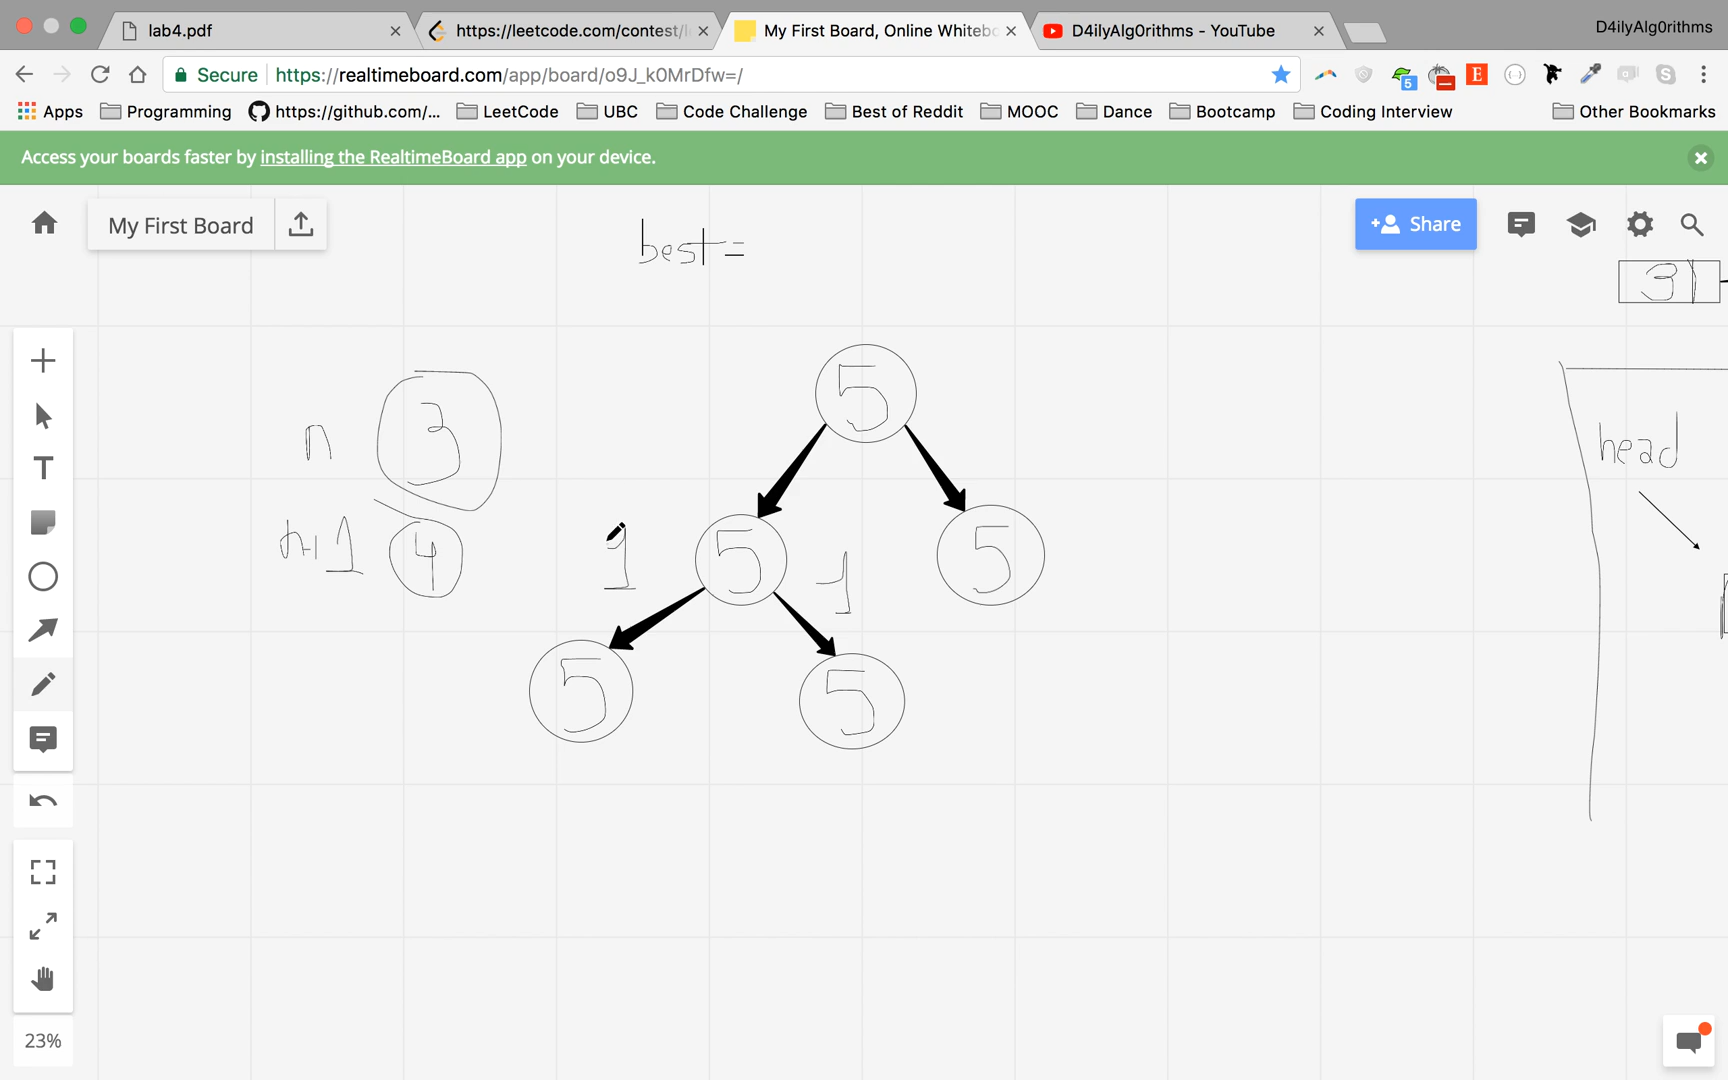 lab4.pdf
https://leetcode.com/contest/
My First Board, Online Whitebo
D4ilyAlg0rithms - YouTube
D4ilyAlg0rithms
Secure https://realtimeboard.com/app/board/o9J_k0MrDfw=/
E
5
Apps Programming https://github.com/... LeetCode UBC Code Challenge Best of Reddit MOOC Dance Bootcamp Coding Interview Other Bookmarks
Access your boards faster by installing the RealtimeBoard app on your device.
My First Board
best =
Share
31
5
n 3
head
n+1 4
1 5 1 5
5 5
T
23%